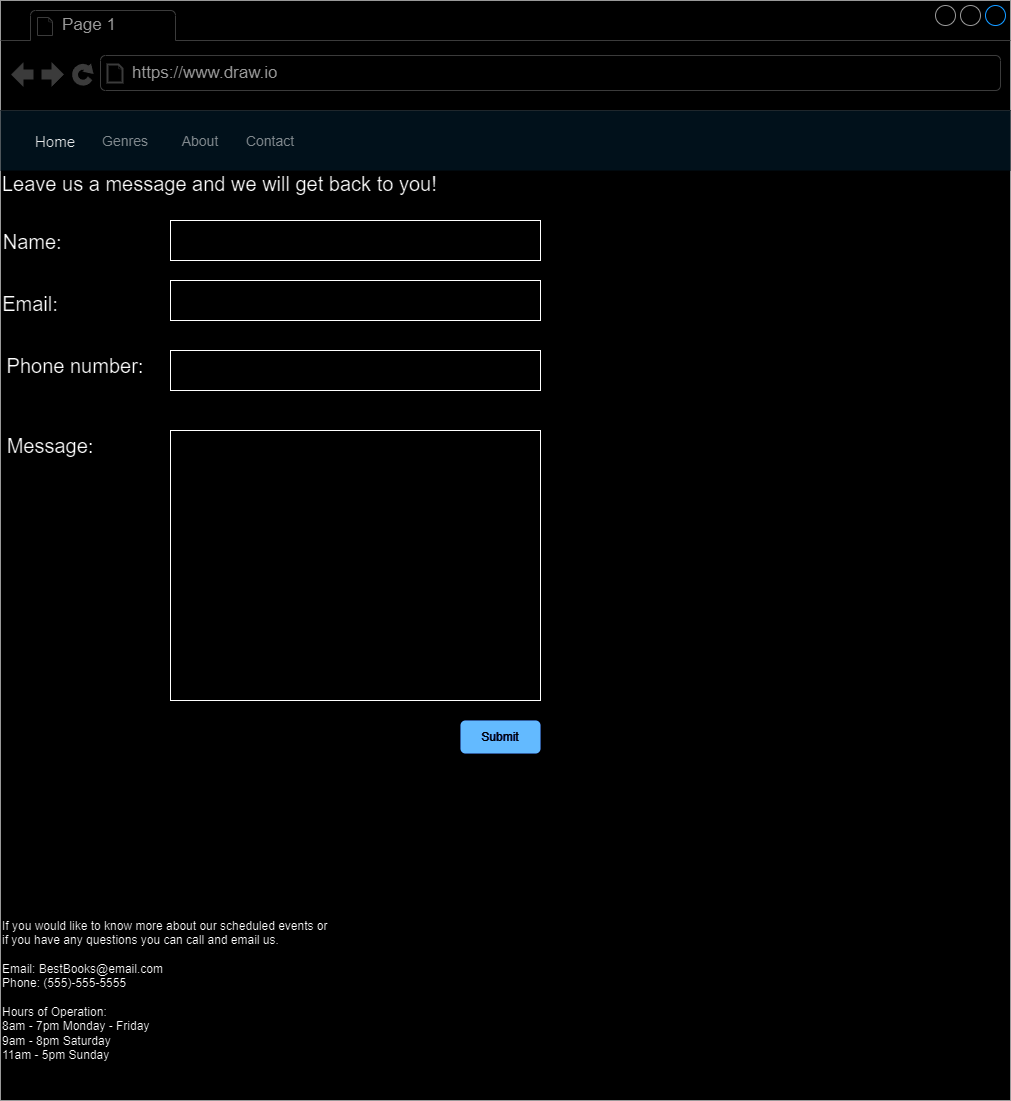 Page 1
https://www.draw.io
Home Genres About Contact
Leave us a message and we will get back to you!
Name:
Email:
Phone number:
Message:
Submit
If you would like to know more about our scheduled events or
if you have any questions you can call and email us.
Email: BestBooks@email.com
Phone: (555)-555-5555
Hours of Operation:
8am - 7pm Monday - Friday
9am - 8pm Saturday
11am - 5pm Sunday